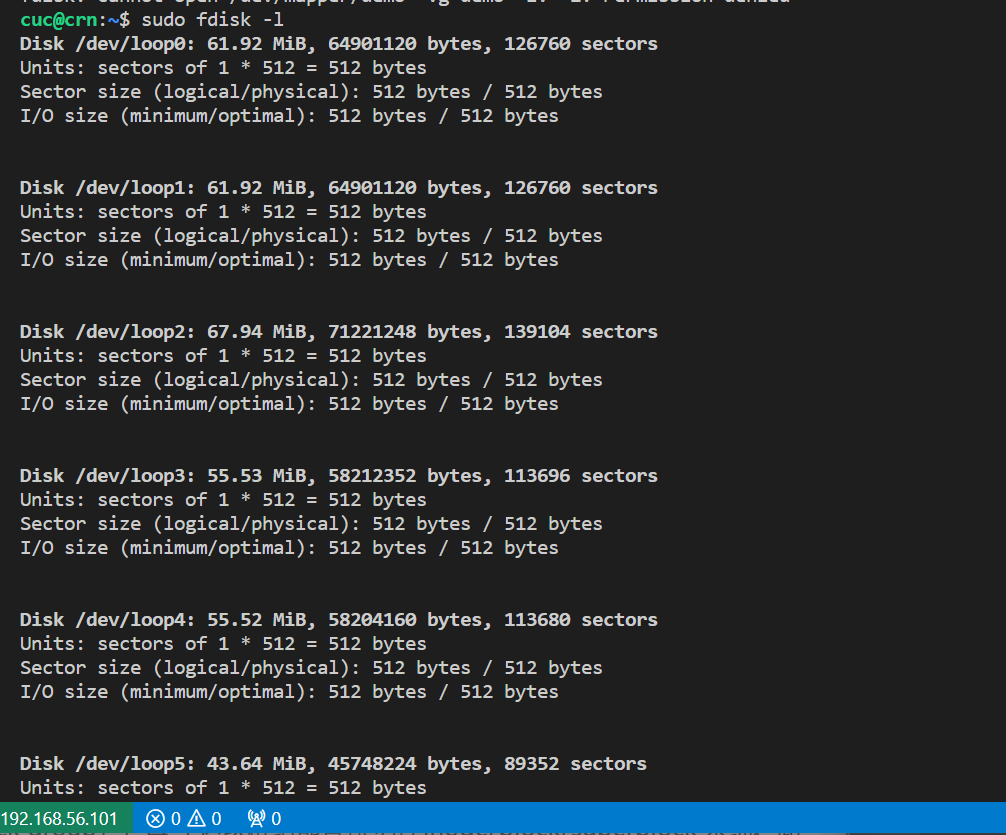 cuc@crn:~$ sudo fdisk -l
Disk /dev/loop0: 61.92 MiB, 64901120 bytes, 126760 sectors
Units: sectors of 1 * 512 = 512 bytes
Sector size (logical/physical): 512 bytes / 512 bytes
I/O size (minimum/optimal): 512 bytes / 512 bytes
Disk /dev/loop1: 61.92 MiB, 64901120 bytes, 126760 sectors
Units: sectors of 1 * 512 = 512 bytes
Sector size (logical/physical): 512 bytes / 512 bytes
I/O size (minimum/optimal): 512 bytes / 512 bytes
Disk /dev/loop2: 67.94 MiB, 71221248 bytes, 139104 sectors
Units: sectors of 1 * 512 = 512 bytes
Sector size (logical/physical): 512 bytes / 512 bytes
I/O size (minimum/optimal): 512 bytes / 512 bytes
Disk /dev/loop3: 55.53 MiB, 58212352 bytes, 113696 sectors
Units: sectors of 1 * 512 = 512 bytes
Sector size (logical/physical): 512 bytes / 512 bytes
I/O size (minimum/optimal): 512 bytes / 512 bytes
Disk /dev/loop4: 55.52 MiB, 58204160 bytes, 113680 sectors
Units: sectors of 1 * 512 = 512 bytes
Sector size (logical/physical): 512 bytes / 512 bytes
I/O size (minimum/optimal): 512 bytes / 512 bytes
Disk /dev/loop5: 43.64 MiB, 45748224 bytes, 89352 sectors
Units: sectors of 1 * 512 = 512 bytes
192.168.56.101 0 0 0